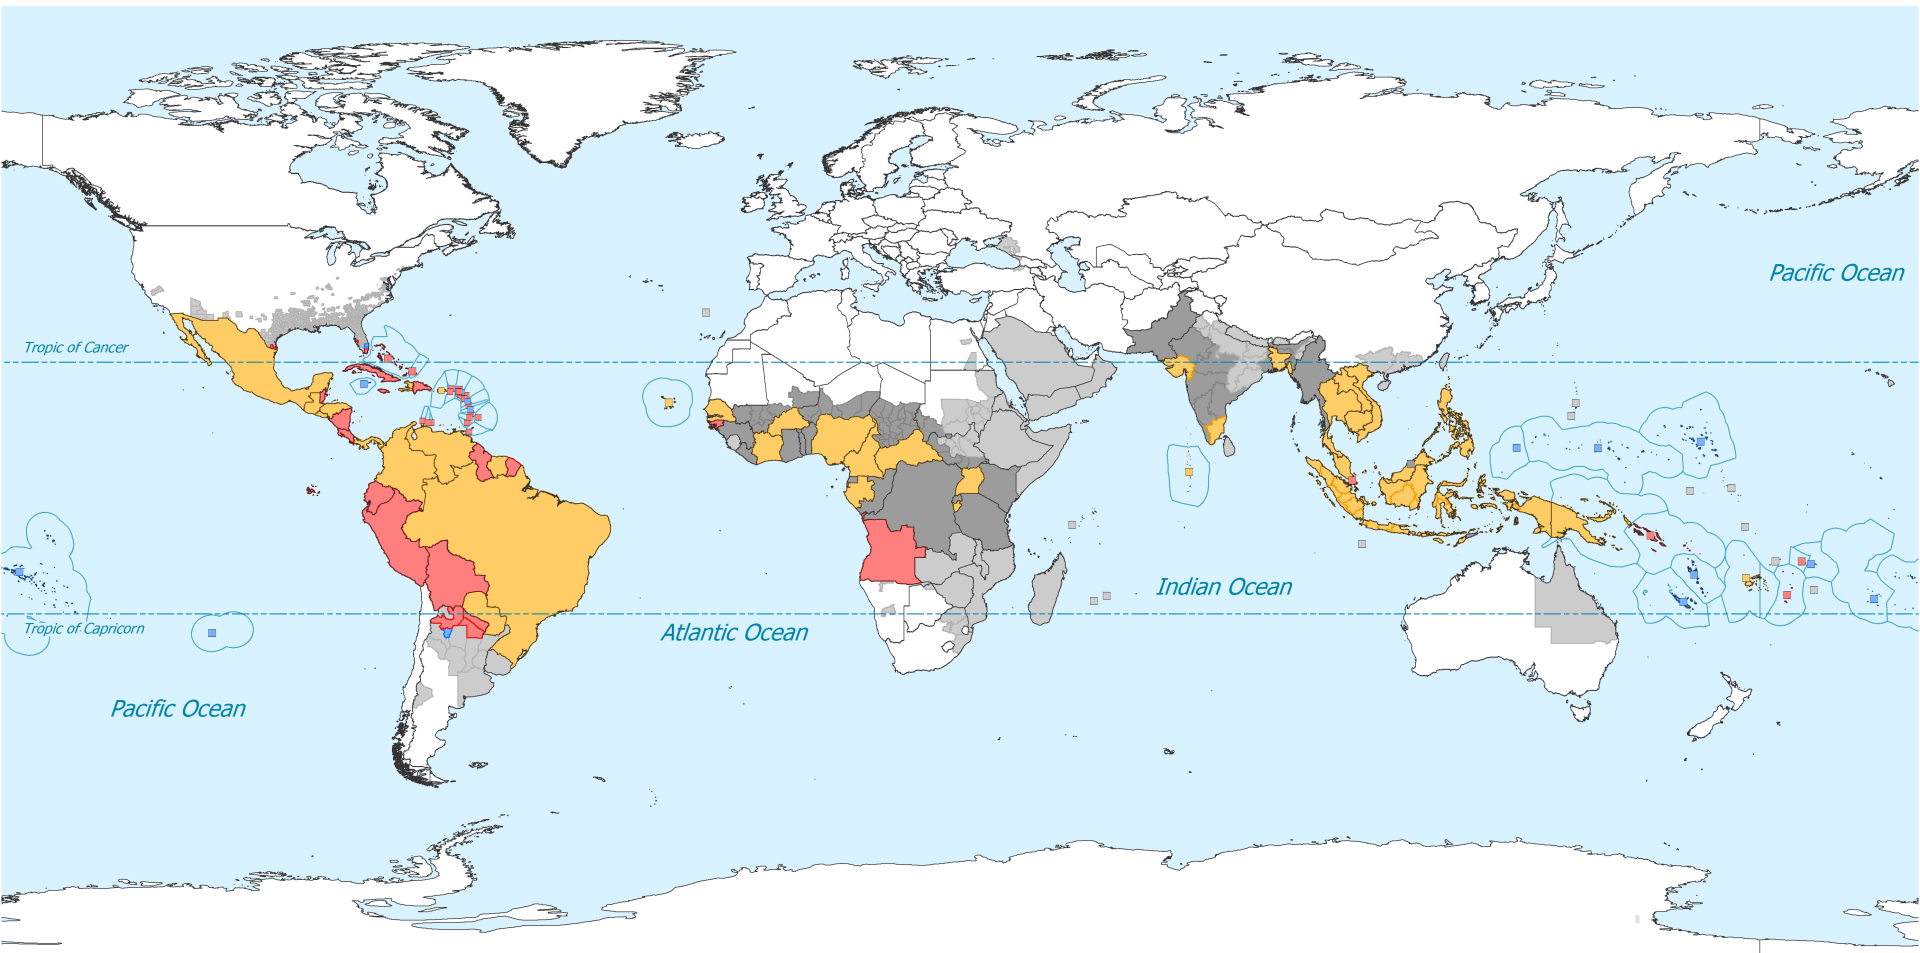 Pacific Ocean
Tropic of Cancer
Indian Ocean
Tropic of Capricorn
Atlantic Ocean
Pacific Ocean